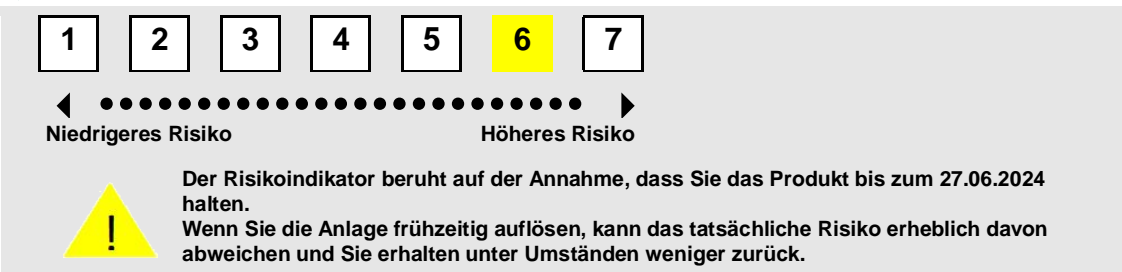 1 2 3 4 5 6 7
Niedrigeres Risiko Höheres Risiko
Der Risikoindikator beruht auf der Annahme, dass Sie das Produkt bis zum 27.06.2024
halten.
Wenn Sie die Anlage frühzeitig auflösen, kann das tatsächliche Risiko erheblich davon
abweichen und Sie erhalten unter Umständen weniger zurück.
!